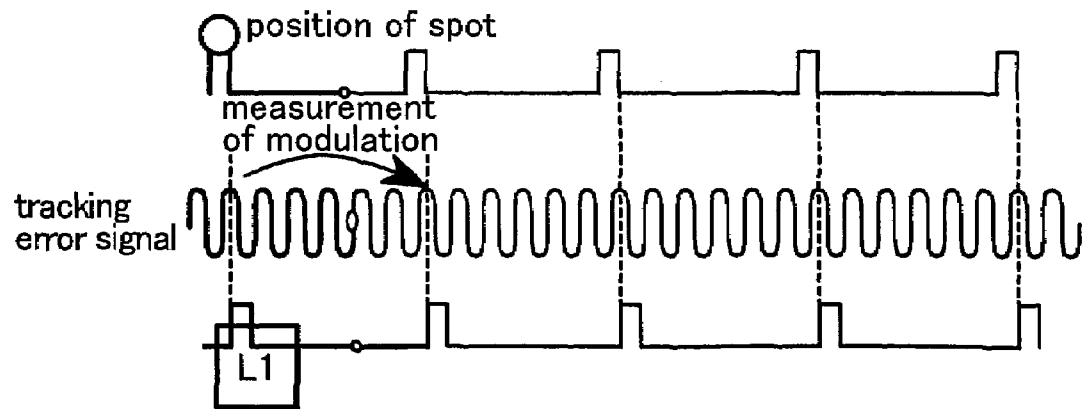 position of spot
measurement
of modulation
tracking
error signal
L1